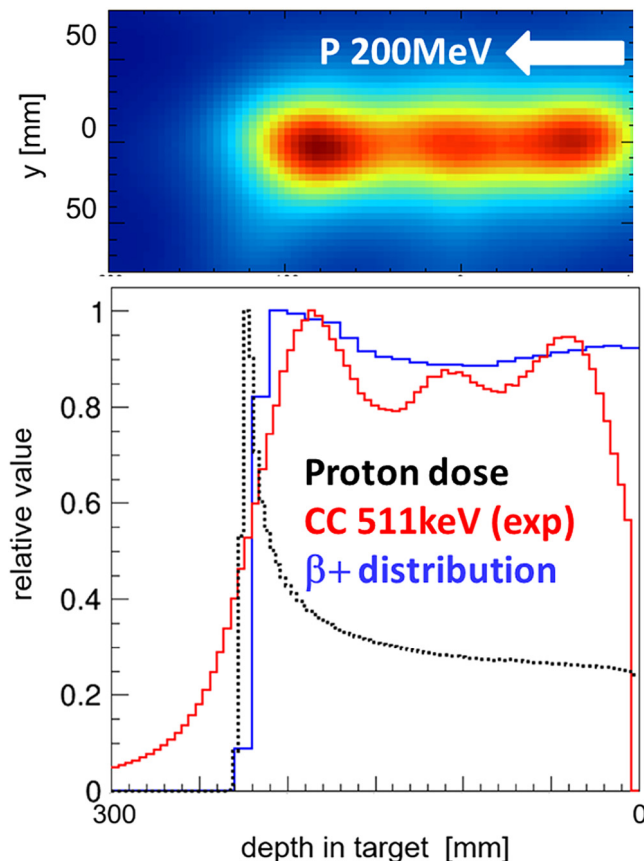 50
P 200MeV
0
y [mm]
50
1
0.8
0.6
0.4
0.2
0
relative value
Proton dose
CC 511keV (exp)
β+ distribution
300
0
depth in target [mm]